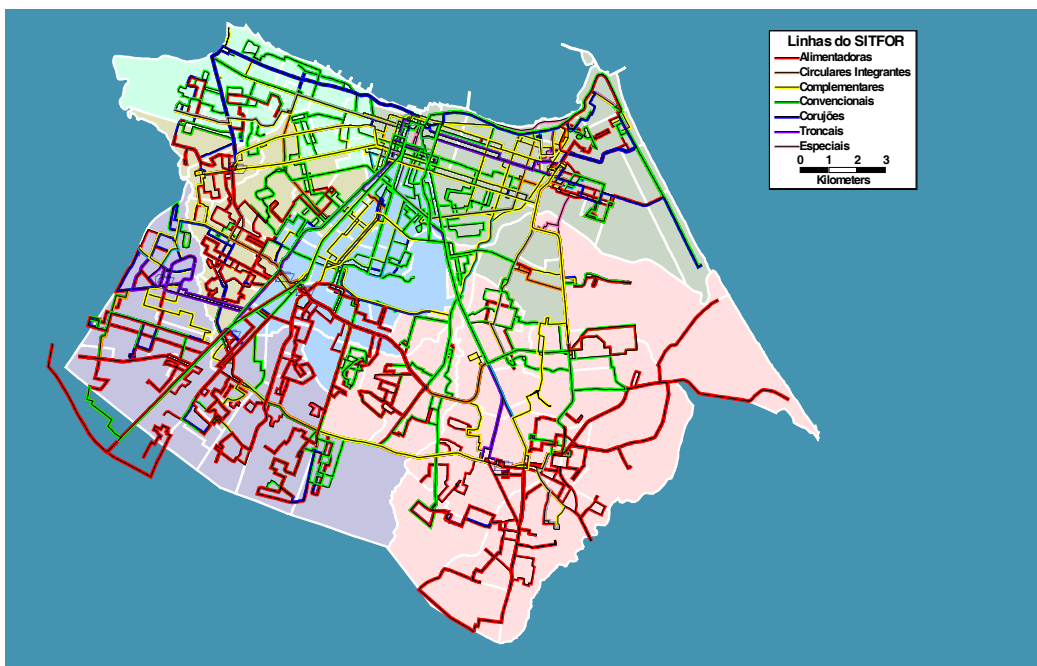 Linhas do SITFOR
Alimentadoras
Circulares Integrantes
Complementares
Convencionais
Corujões
Troncais
Especiais
0 1 2 3
Kilometers